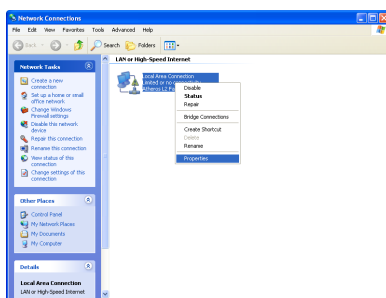 Network Connections
File Edit View Favorites Tools Advanced Help
Back Search Folders
LAN or High-Speed Internet
Network Tasks
Create a new connection
Set up a home or small office network
Change Windows Firewall settings
Disable this network device
Repair this connection
Rename this connection
View status of this connection
Change settings of this connection
Other Places
Control Panel
My Network Places
My Documents
My Computer
Details
Local Area Connection
LAN or High-Speed Internet
Local Area Connection
Limited or no
Atheros L2 Fa
Disable
Status
Repair
Bridge Connections
Create Shortcut
Delete
Rename
Properties